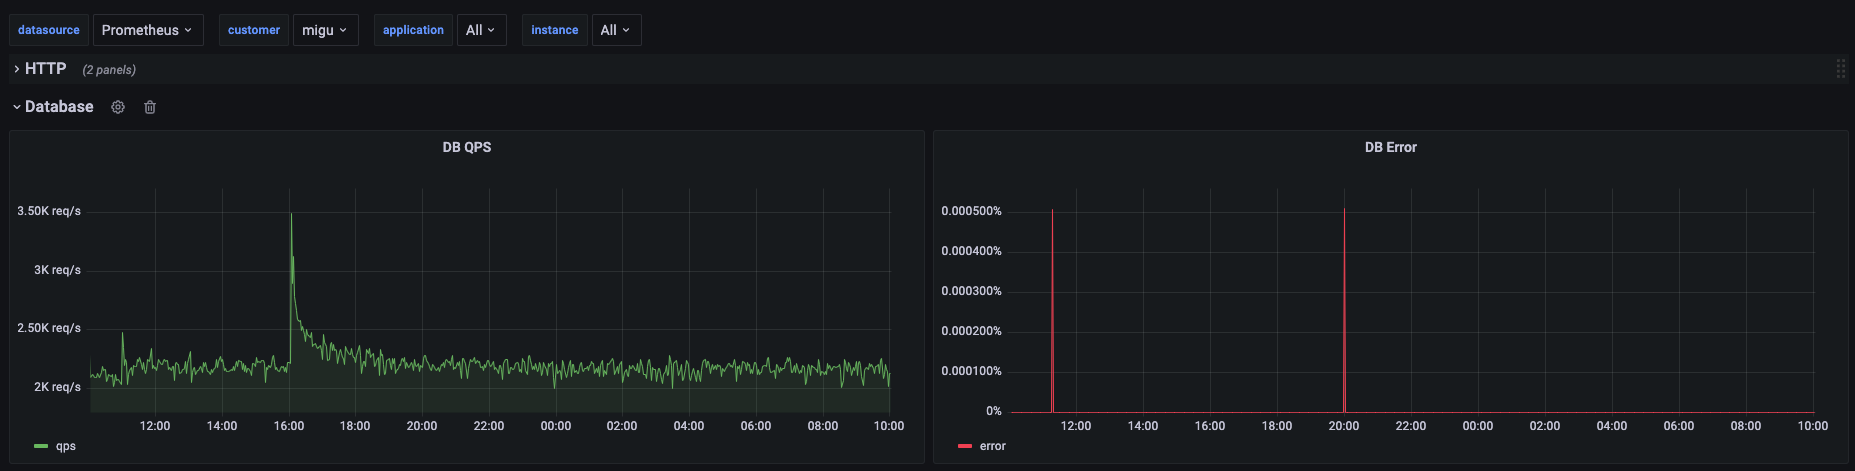 datasource Prometheus customer migu application All instance All
HTTP (2 panels)
Database
DB QPS
3.50K req/s
3K req/s
2.50K req/s
2K req/s
12:00 14:00 16:00 18:00 20:00 22:00 00:00 02:00 04:00 06:00 08:00 10:00
qps
DB Error
0.000500%
0.000400%
0.000300%
0.000200%
0.000100%
0%
12:00 14:00 16:00 18:00 20:00 22:00 00:00 02:00 04:00 06:00 08:00 10:00
error